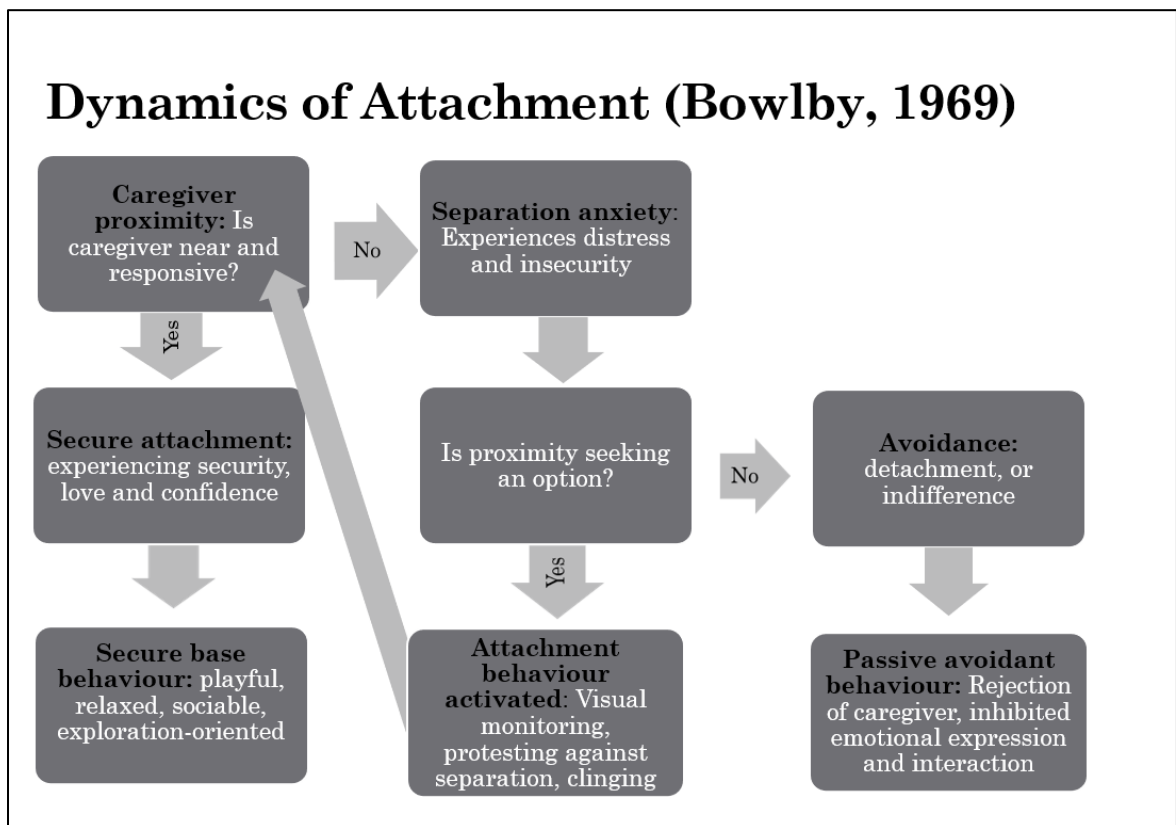 Dynamics of Attachment (Bowlby, 1969)
Caregiver
proximity: Is
caregiver near and
responsive?
No
Separation anxiety:
Experiences distress
and insecurity
Yes
Secure attachment:
experiencing security,
love and confidence
Is proximity seeking
an option?
No
Avoidance:
detachment, or
indifference
Yes
Secure base
behaviour: playful,
relaxed, sociable,
exploration-oriented
Attachment
behaviour
activated: Visual
monitoring,
protesting against
separation, clinging
Passive avoidant
behaviour: Rejection
of caregiver, inhibited
emotional expression
and interaction